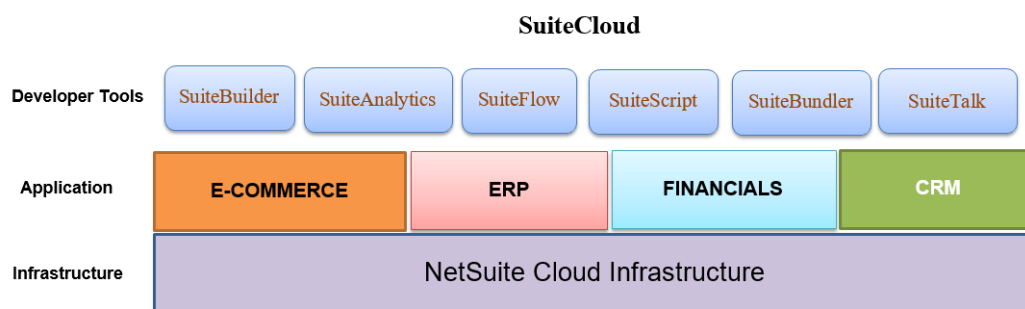 SuiteCloud
Developer Tools SuiteBuilder SuiteAnalytics SuiteFlow SuiteScript SuiteBundler SuiteTalk
Application E-COMMERCE ERP FINANCIALS CRM
Infrastructure NetSuite Cloud Infrastructure